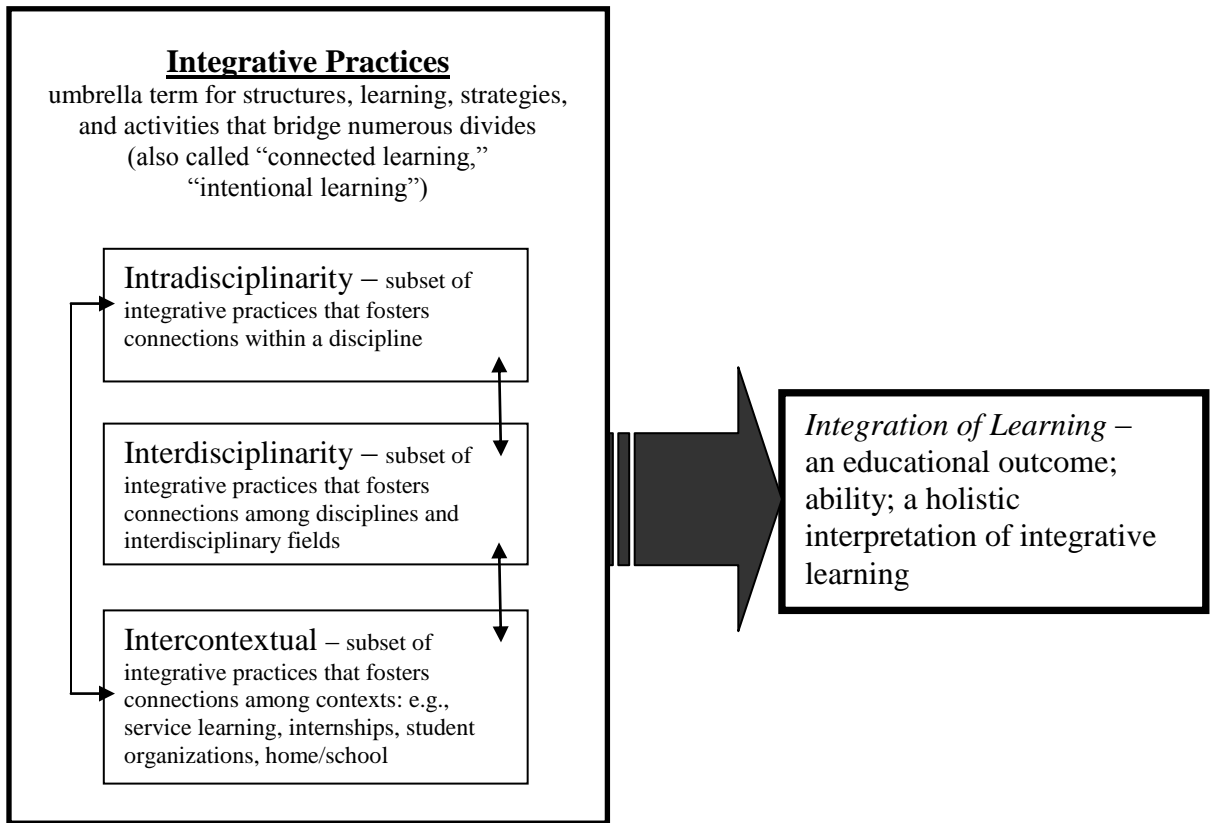 Integrative Practices
umbrella term for structures, learning, strategies,
and activities that bridge numerous divides
(also called “connected learning,”
“intentional learning”)
Intradisciplinarity – subset of
integrative practices that fosters
connections within a discipline
Interdisciplinarity – subset of
integrative practices that fosters
connections among disciplines and
interdisciplinary fields
Intercontextual – subset of
integrative practices that fosters
connections among contexts: e.g.,
service learning, internships, student
organizations, home/school
Integration of Learning –
an educational outcome;
ability; a holistic
interpretation of integrative
learning